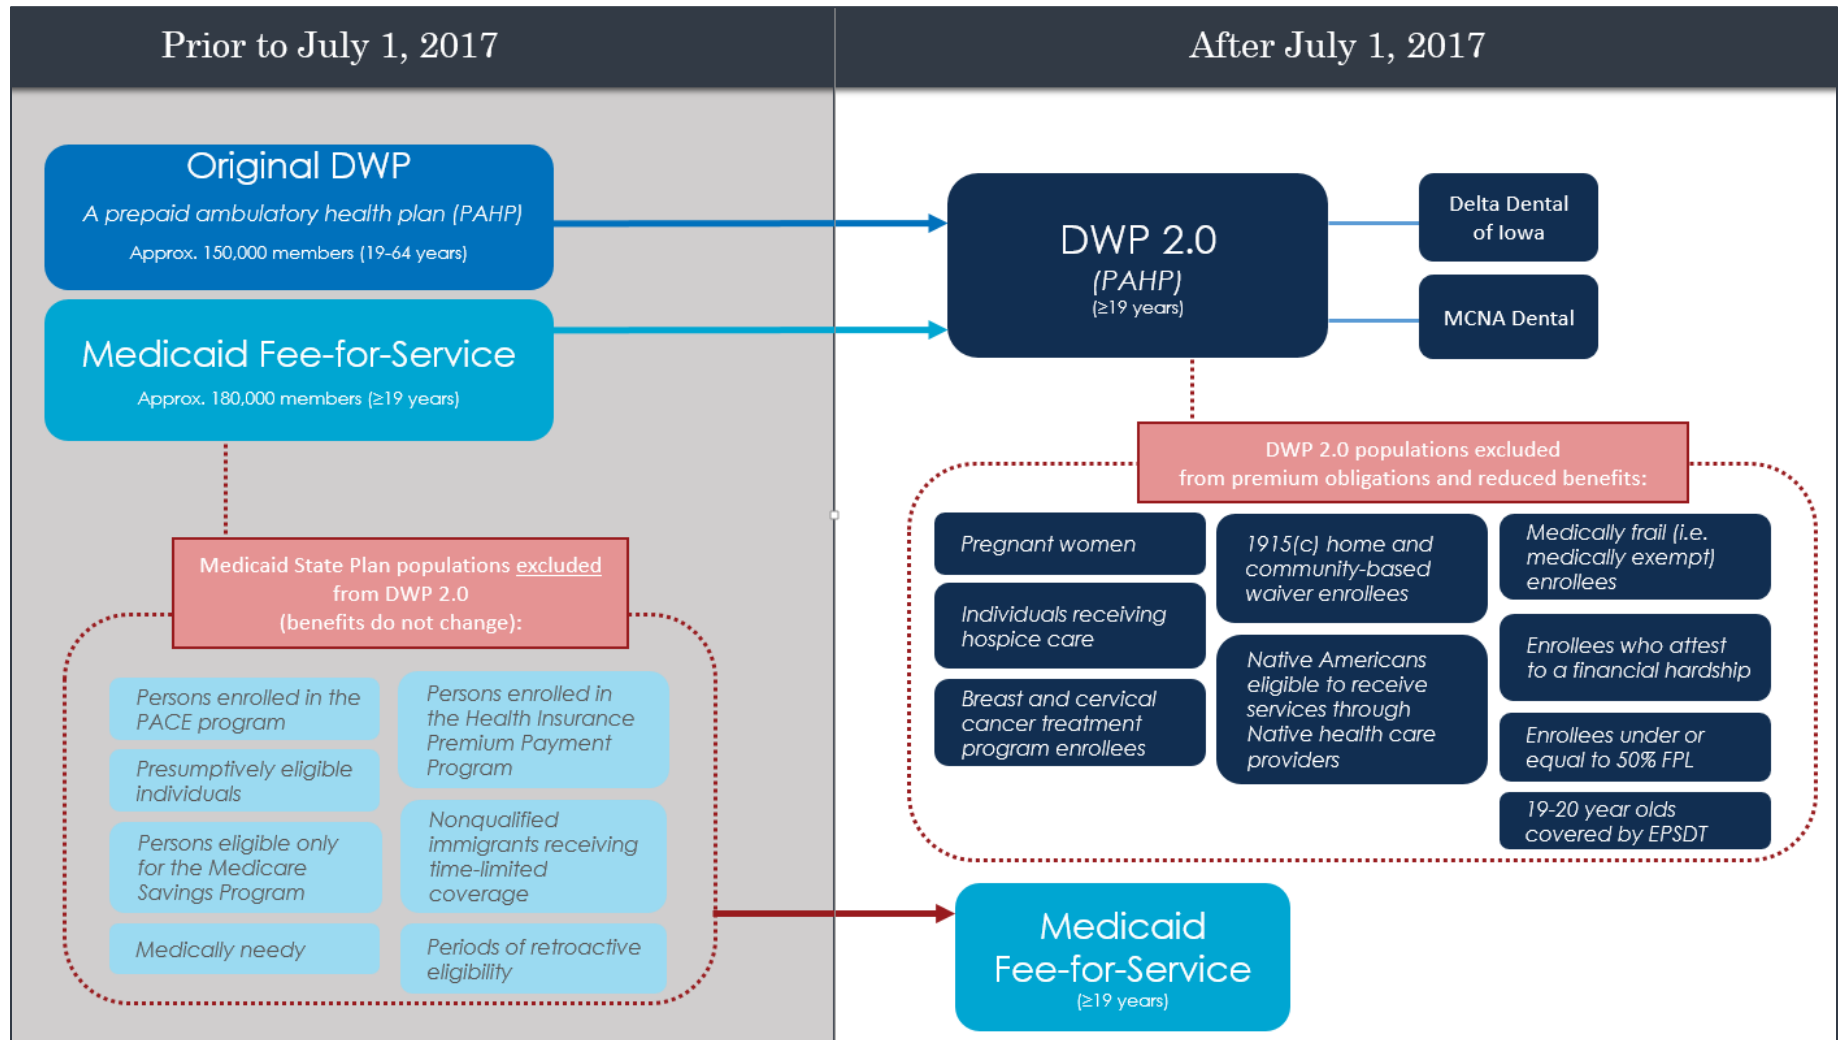 Prior to July 1, 2017
After July 1, 2017
Original DWP
A prepaid ambulatory health plan (PAHP)
Approx. 150,000 members (19-64 years)
Medicaid Fee-for-Service
Approx. 180,000 members (≥19 years)
Medicaid State Plan populations excluded
from DWP 2.0
(benefits do not change):
Persons enrolled in the
PACE program
Presumptively eligible
individuals
Persons eligible only
for the Medicare
Savings Program
Medically needy
Persons enrolled in
the Health Insurance
Premium Payment
Program
Nonqualified
immigrants receiving
time-limited
coverage
Periods of retroactive
eligibility
DWP 2.0
(PAHP)
(≥19 years)
Delta Dental
of Iowa
MCNA Dental
DWP 2.0 populations excluded
from premium obligations and reduced benefits:
Pregnant women
Individuals receiving
hospice care
Breast and cervical
cancer treatment
program enrollees
1915(c) home and
community-based
waiver enrollees
Native Americans
eligible to receive
services through
Native health care
providers
Medically frail (i.e.
medically exempt)
enrollees
Enrollees who attest
to a financial hardship
Enrollees under or
equal to 50% FPL
19-20 year olds
covered by EPSDT
Medicaid
Fee-for-Service
(≥19 years)